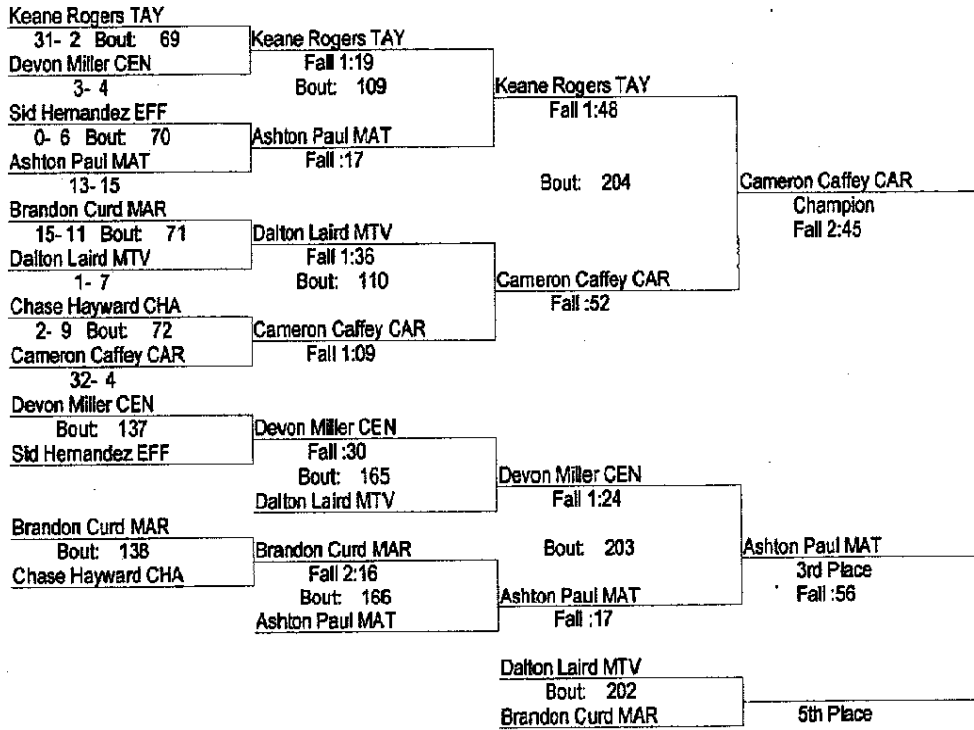 Keane Rogers TAY
31- 2 Bout: 69
Devon Miller CEN
3- 4
Sid Hernandez EFF
0- 6 Bout: 70
Ashton Paul MAT
13- 15
Brandon Curd MAR
15- 11 Bout: 71
Dalton Laird MTV
1- 7
Chase Hayward CHA
2- 9 Bout: 72
Cameron Caffey CAR
32- 4
Devon Miller CEN
Bout: 137
Sid Hernandez EFF
Brandon Curd MAR
Bout: 138
Chase Hayward CHA
Keane Rogers TAY
Fall 1:19
Bout: 109
Ashton Paul MAT
Fall :17
Dalton Laird MTV
Fall 1:36
Bout: 110
Cameron Caffey CAR
Fall 1:09
Devon Miller CEN
Fall :30
Bout: 165
Dalton Laird MTV
Brandon Curd MAR
Fall 2:16
Bout: 166
Ashton Paul MAT
Keane Rogers TAY
Fall 1:48
Bout: 204
Cameron Caffey CAR
Fall :52
Devon Miller CEN
Fall 1:24
Bout: 203
Ashton Paul MAT
Fall :17
Dalton Laird MTV
Bout: 202
Brandon Curd MAR
Cameron Caffey CAR
Champion
Fall 2:45
Ashton Paul MAT
3rd Place
Fall :56
5th Place